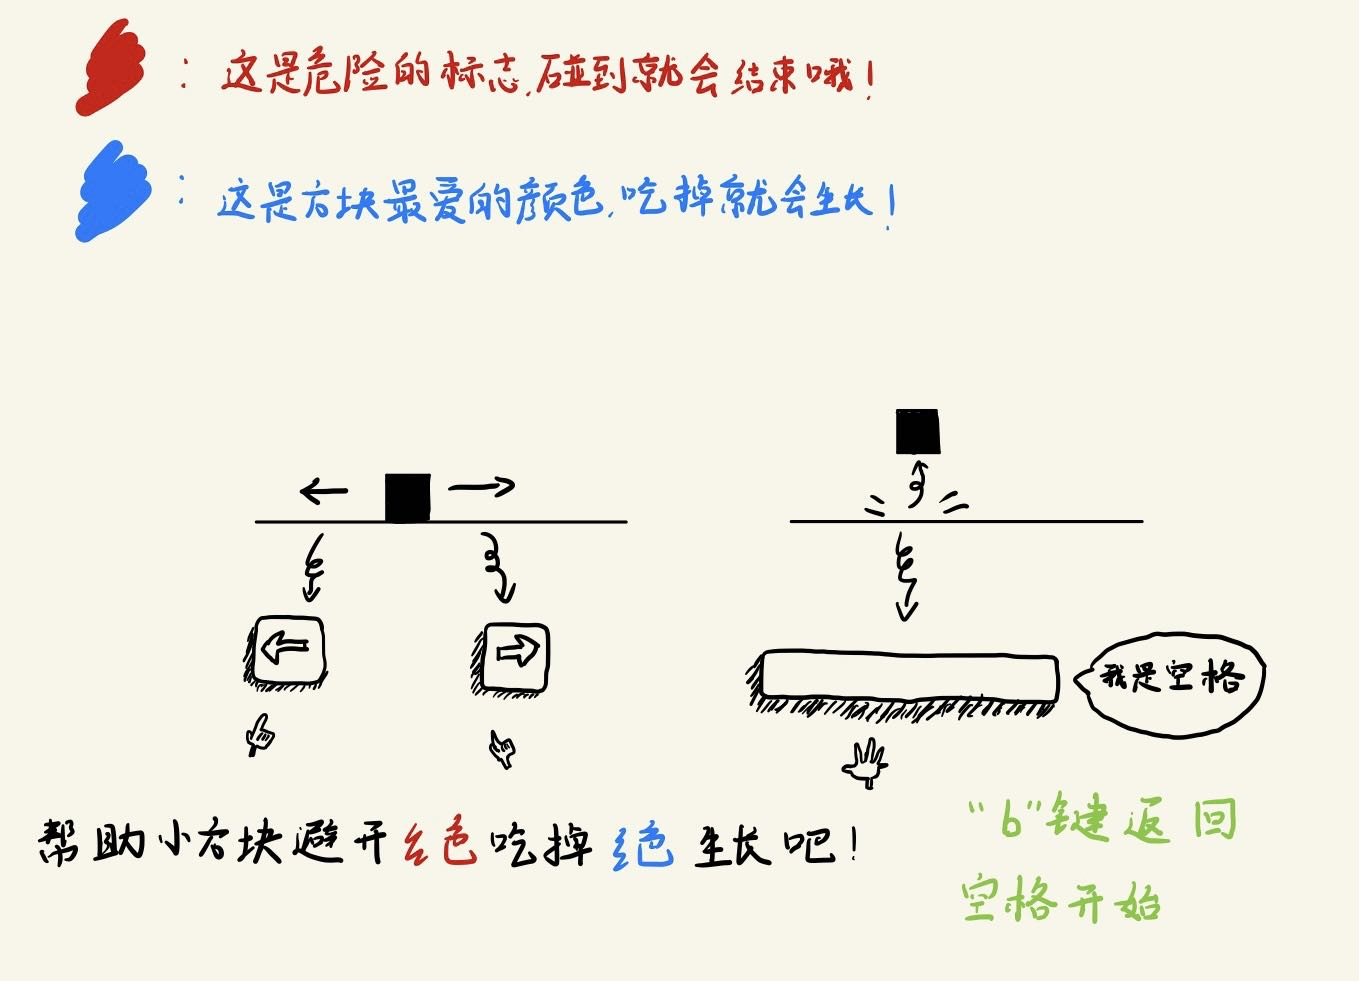 ：这是危险的标志,碰到就会结束哦！
：这是方块最爱的颜色,吃掉就会生长！
我是空格
帮助小方块避开红色吃掉 绝色 生长吧！
“b”键返回
空格开始